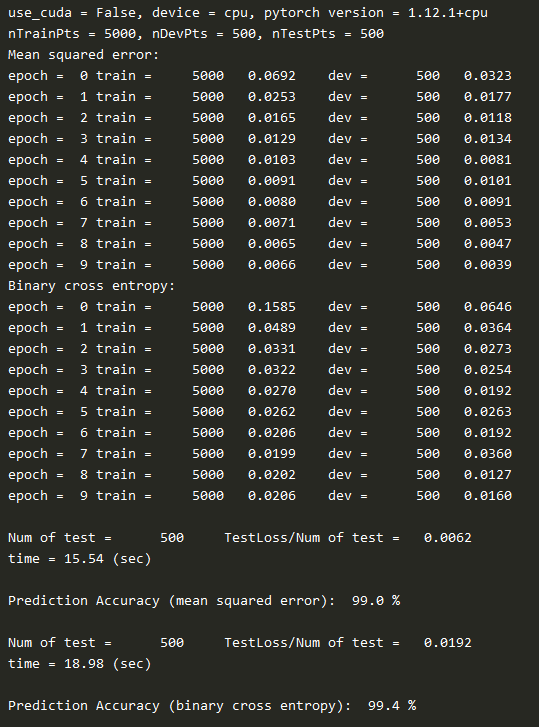 use_cuda = False, device = cpu, pytorch version = 1.12.1+cpu
nTrainPts = 5000, nDevPts = 500, nTestPts = 500
Mean squared error:
epoch =  0 train =     5000   0.0692    dev =      500   0.0323
epoch =  1 train =     5000   0.0253    dev =      500   0.0177
epoch =  2 train =     5000   0.0165    dev =      500   0.0118
epoch =  3 train =     5000   0.0129    dev =      500   0.0134
epoch =  4 train =     5000   0.0103    dev =      500   0.0081
epoch =  5 train =     5000   0.0091    dev =      500   0.0101
epoch =  6 train =     5000   0.0080    dev =      500   0.0091
epoch =  7 train =     5000   0.0071    dev =      500   0.0053
epoch =  8 train =     5000   0.0065    dev =      500   0.0047
epoch =  9 train =     5000   0.0066    dev =      500   0.0039
Binary cross entropy:
epoch =  0 train =     5000   0.1585    dev =      500   0.0646
epoch =  1 train =     5000   0.0489    dev =      500   0.0364
epoch =  2 train =     5000   0.0331    dev =      500   0.0273
epoch =  3 train =     5000   0.0322    dev =      500   0.0254
epoch =  4 train =     5000   0.0270    dev =      500   0.0192
epoch =  5 train =     5000   0.0262    dev =      500   0.0263
epoch =  6 train =     5000   0.0206    dev =      500   0.0192
epoch =  7 train =     5000   0.0199    dev =      500   0.0360
epoch =  8 train =     5000   0.0202    dev =      500   0.0127
epoch =  9 train =     5000   0.0206    dev =      500   0.0160
Num of test =      500     TestLoss/Num of test =   0.0062
time = 15.54 (sec)
Prediction Accuracy (mean squared error):  99.0 %
Num of test =      500     TestLoss/Num of test =   0.0192
time = 18.98 (sec)
Prediction Accuracy (binary cross entropy):  99.4 %